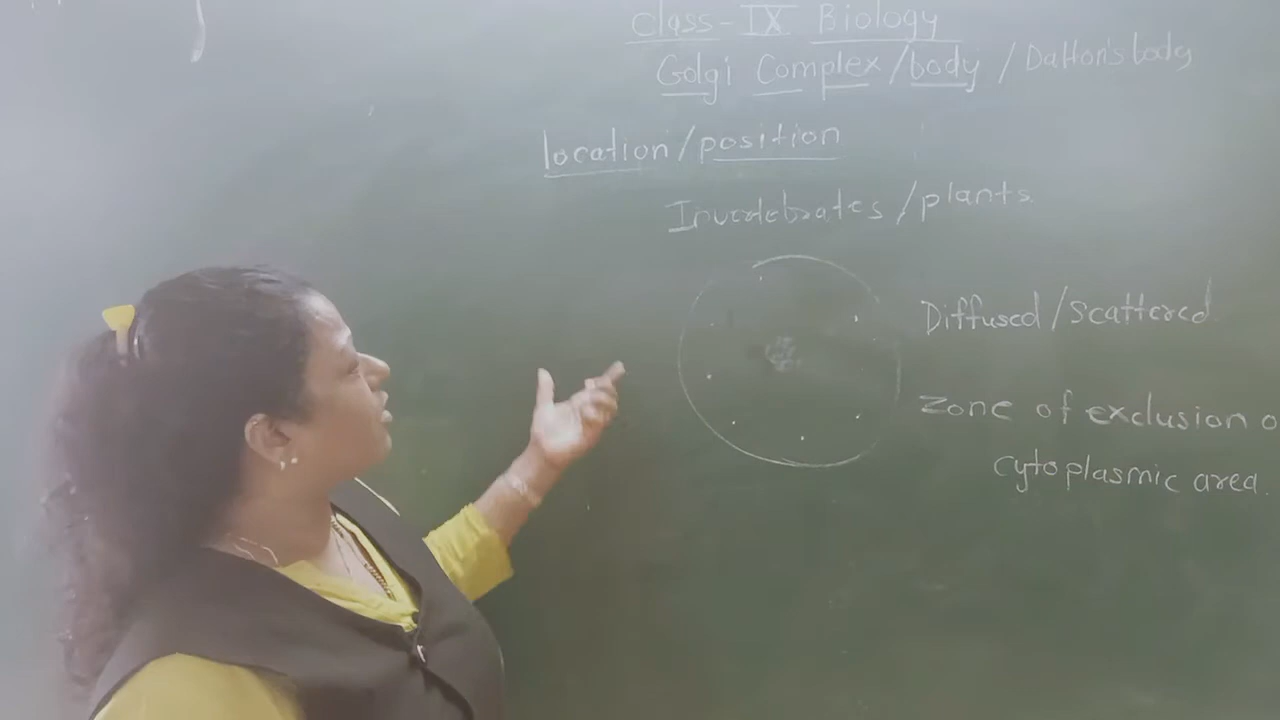 Class-IX Biology
Golgi Complex/body / Dalton's body
location/position
Invertebrates/plants
Diffused/Scattered
Zone of exclusion o
cytoplasmic area.